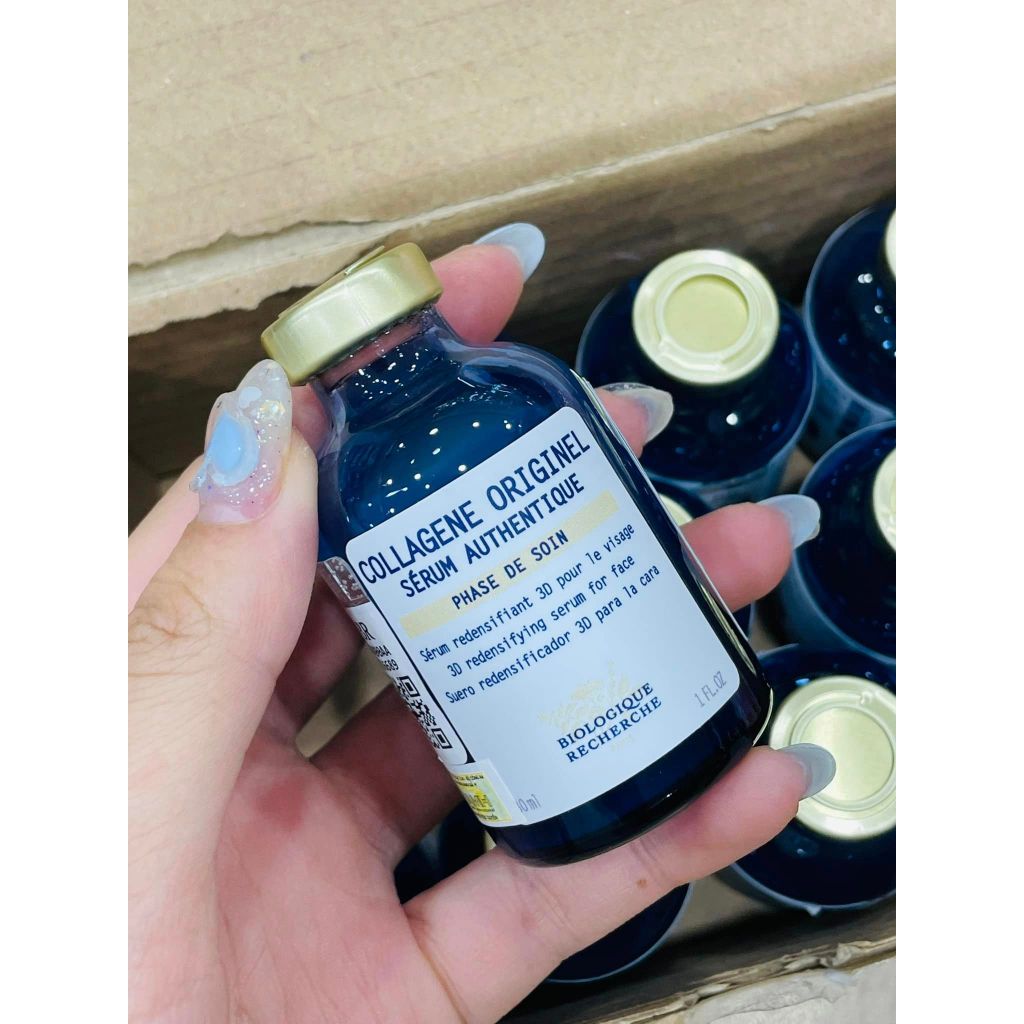 COLLAGENE ORIGINEL
SÉRUM AUTHENTIQUE
PHASE DE SOIN
Sérum redensifiant 3D pour le visage
3D redensifying serum for face
Suero redensificador 3D para la cara
BIOLOGIQUE
RECHERCHE
1 FL.OZ